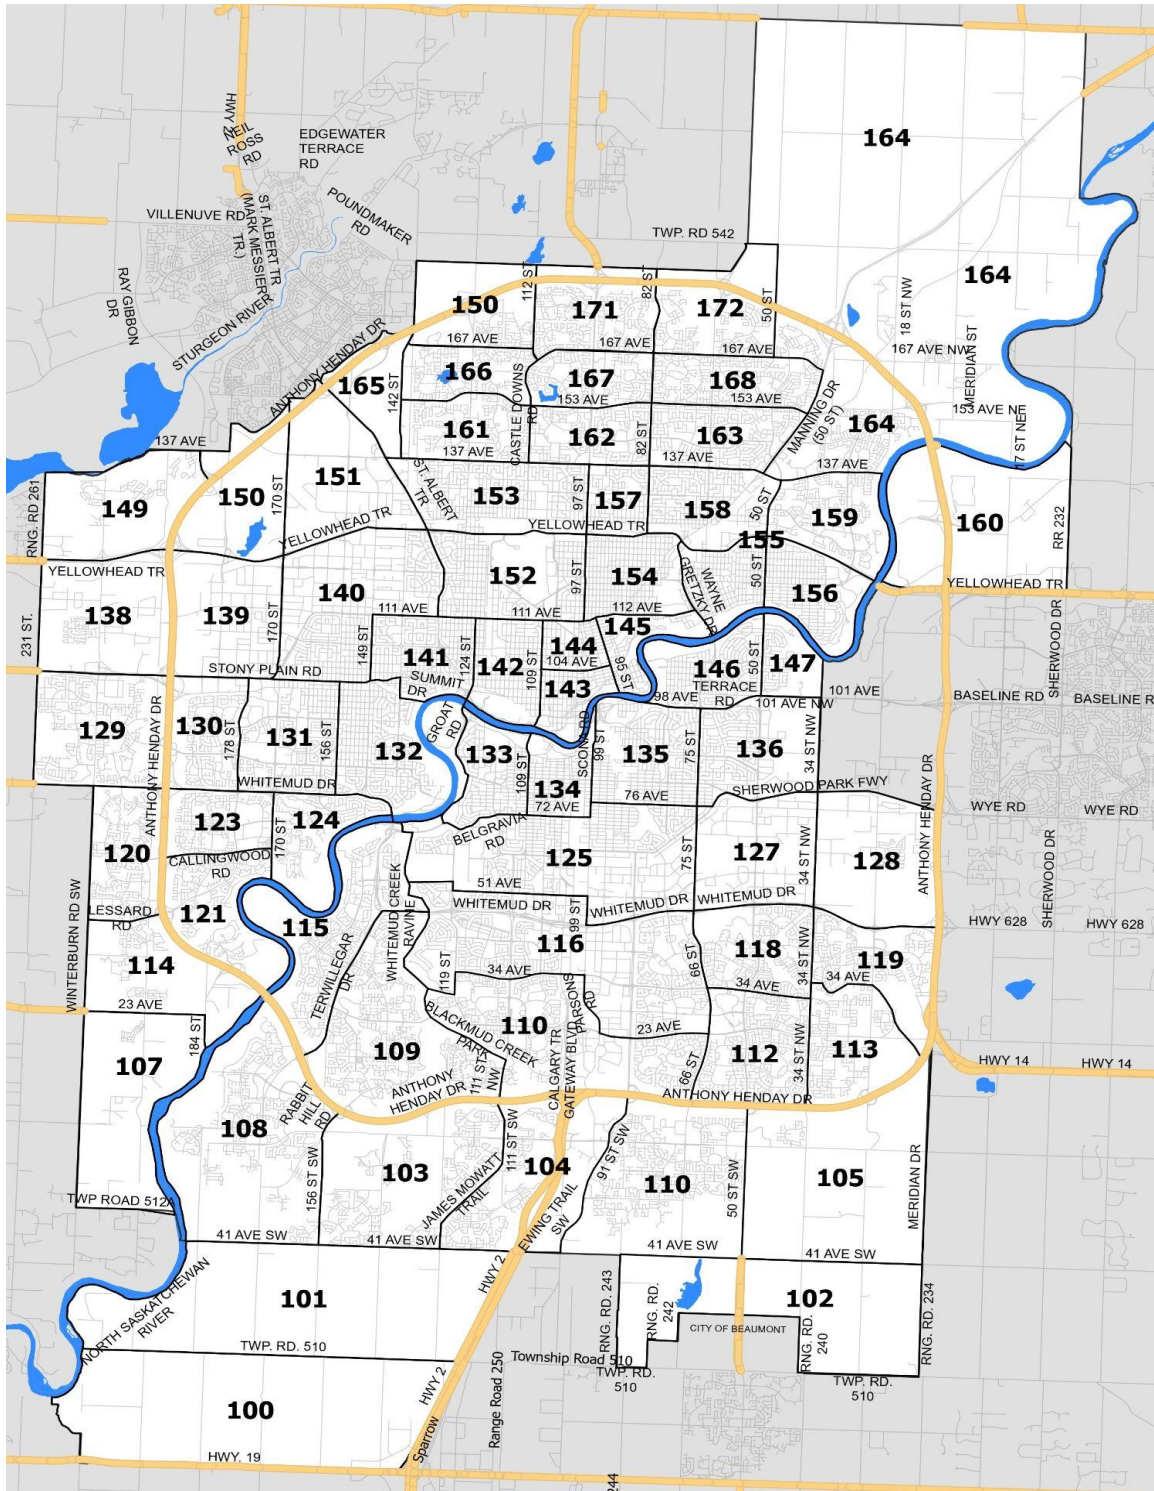 164
HWY 2
NEIL
ROSS
RD
EDGEWATER
TERRACE
RD
POUNDMAKER
RD
VILLENUVE RD
ST. ALBERT TR
(MARK MESSIER
TR.)
TWP. RD 542
RAY GIBBON
DR
STURGEON RIVER
ANTHONY HENDAY DR
112 ST
82 ST
50 ST
18 ST NW
164
150
171
172
MERIDIAN ST
167 AVE
167 AVE
167 AVE
167 AVE NW
165
142 ST
166
CASTLE DOWNS
RD
167
168
153 AVE
153 AVE
MANNING DR
(50 ST)
153 AVE NE
17 ST NE
164
161
162
82 ST
163
137 AVE
137 AVE
137 AVE
137 AVE
RNG. RD 261
149
150
170 ST
151
ST. ALBERT
TR
153
97 ST
157
158
50 ST
159
160
RR 232
YELLOWHEAD TR
YELLOWHEAD TR
155
YELLOWHEAD TR
YELLOWHEAD TR
231 ST.
138
139
170 ST
140
152
97 ST
154
WAYNE
GRETZKY DR
50 ST
156
SHERWOOD DR
111 AVE
111 AVE
112 AVE
149 ST
141
124 ST
142
109 ST
144
145
95 ST
146
50 ST
147
STONY PLAIN RD
SUMMIT
DR
104 AVE
143
98 AVE
TERRACE
RD
101 AVE NW
101 AVE
BASELINE RD
BASELINE R
129
ANTHONY HENDAY DR
130
178 ST
131
156 ST
132
GROAT
RD
133
109 ST
134
SCONA RD
99 ST
135
75 ST
136
34 ST NW
WHITEMUD DR
72 AVE
76 AVE
SHERWOOD PARK FWY
ANTHONY HENDAY DR
WYE RD
WYE RD
123
170 ST
124
BELGRAVIA
RD
120
CALLINGWOOD
RD
125
75 ST
127
34 ST NW
128
SHERWOOD DR
WINTERBURN RD SW
LESSARD
RD
121
115
WHITEMUD CREEK
RAVINE
51 AVE
WHITEMUD DR
99 ST
WHITEMUD DR
WHITEMUD DR
HWY 628
HWY 628
114
TERWILLEGAR
DR
119 ST
116
66 ST
118
34 ST NW
119
34 AVE
34 AVE
34 AVE
23 AVE
184 ST
BLACKMUD CREEK
PARK
110
PARSONS
RD
23 AVE
107
109
111 ST
NW
CALGARY TR
GATEWAY BLVD
66 ST
112
34 ST NW
113
HWY 14
HWY 14
ANTHONY
HENDAY DR
ANTHONY HENDAY DR
108
RABBIT
HILL
RD
156 ST SW
103
JAMES MOWATT
TRAIL
111 ST SW
104
91 ST SW
110
50 ST SW
105
MERIDIAN DR
TWP ROAD 512A
41 AVE SW
41 AVE SW
EWING TRAIL
SW
41 AVE SW
41 AVE SW
NORTH SASKATCHEWAN
RIVER
101
HWY 2
RNG. RD. 243
RNG. RD.
242
102
CITY OF BEAUMONT
RNG. RD.
240
RNG. RD. 234
TWP. RD. 510
Township Road 510
TWP. RD.
510
TWP. RD.
510
100
HWY 2
Range Road 250
Sparrow
HWY. 19
244